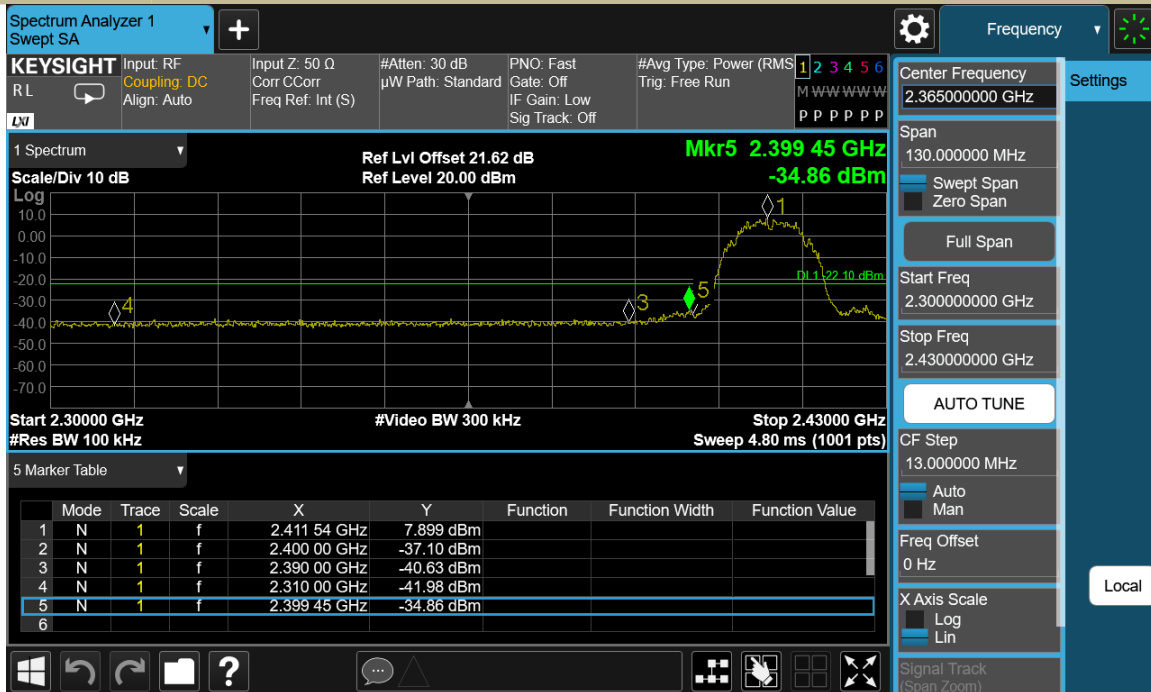 Spectrum Analyzer 1
Swept SA
+
Frequency
KEYSIGHT
RL
LXI
Input: RF
Coupling: DC
Align: Auto
Input Z: 50 Ω
Corr CCorr
Freq Ref: Int (S)
#Atten: 30 dB
µW Path: Standard
PNO: Fast
Gate: Off
IF Gain: Low
Sig Track: Off
#Avg Type: Power (RMS
Trig: Free Run
1 2 3 4 5 6
M W W W W W
P P P P P P
1 Spectrum
Scale/Div 10 dB
Ref Lvl Offset 21.62 dB
Ref Level 20.00 dBm
Mkr5 2.399 45 GHz
-34.86 dBm
Log
10.0
0.00
-10.0
-20.0
-30.0
-40.0
-50.0
-60.0
-70.0
1
DL1 -22.10 dBm
5
3
4
Start 2.30000 GHz
#Video BW 300 kHz
Stop 2.43000 GHz
#Res BW 100 kHz
Sweep 4.80 ms (1001 pts)
5 Marker Table
Mode Trace Scale X Y Function Function Width Function Value
1 N 1 f 2.411 54 GHz 7.899 dBm
2 N 1 f 2.400 00 GHz -37.10 dBm
3 N 1 f 2.390 00 GHz -40.63 dBm
4 N 1 f 2.310 00 GHz -41.98 dBm
5 N 1 f 2.399 45 GHz -34.86 dBm
6
?
Center Frequency
2.365000000 GHz
Span
130.000000 MHz
Swept Span
Zero Span
Full Span
Start Freq
2.300000000 GHz
Stop Freq
2.430000000 GHz
AUTO TUNE
CF Step
13.000000 MHz
Auto
Man
Freq Offset
0 Hz
X Axis Scale
Log
Lin
Signal Track
(Span Zoom)
Settings
Local